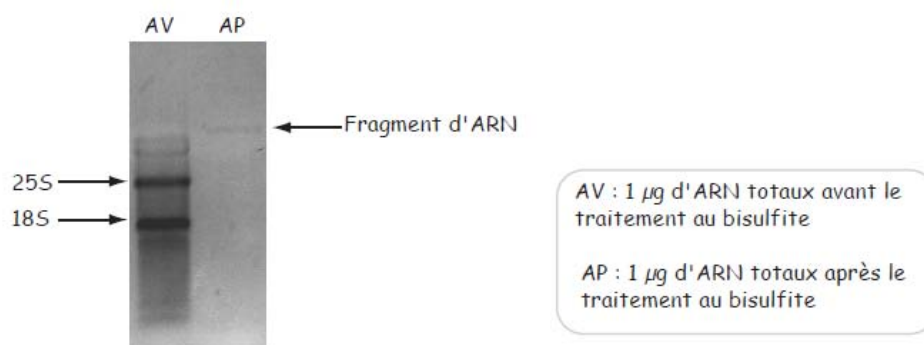 AV AP
Fragment d'ARN
25S
18S
AV : 1 µg d'ARN totaux avant le
traitement au bisulfite
AP : 1 µg d'ARN totaux après le
traitement au bisulfite